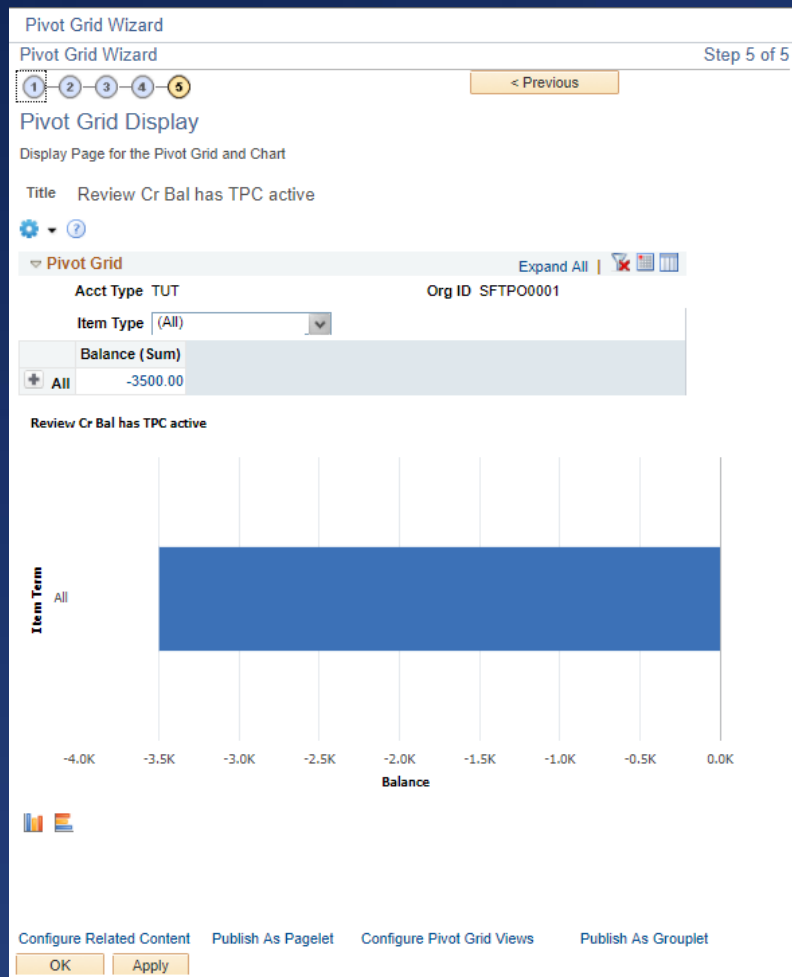 Pivot Grid Wizard
Pivot Grid Wizard Step 5 of 5
1 2 3 4 5 < Previous
Pivot Grid Display
Display Page for the Pivot Grid and Chart
Title Review Cr Bal has TPC active
?
Pivot Grid Expand All |
Acct Type TUT Org ID SFTPO0001
Item Type (All)
Balance (Sum)
All -3500.00
Review Cr Bal has TPC active
Item Term
All
-4.0K -3.5K -3.0K -2.5K -2.0K -1.5K -1.0K -0.5K 0.0K
Balance
Configure Related Content Publish As Pagelet Configure Pivot Grid Views Publish As Grouplet
OK Apply